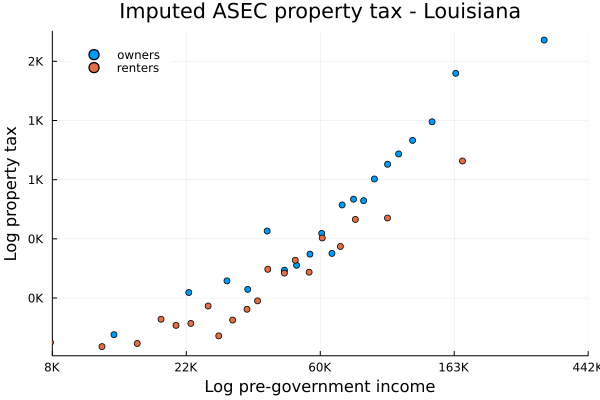 Imputed ASEC property tax - Louisiana
owners
renters
2K
1K
1K
0K
0K
8K
22K
60K
163K
442K
Log property tax
Log pre-government income